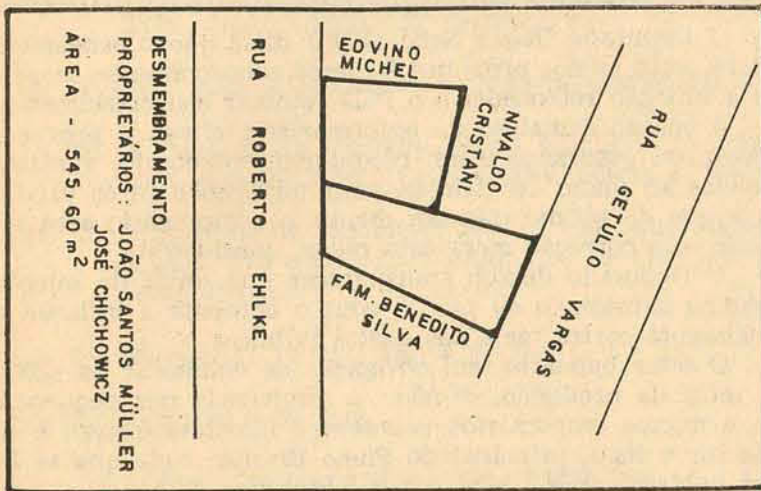 EDVINO
MICHEL
NIVALDO
CRISTANI
RUA GETÚLIO VARGAS
FAM. BENEDITO
SILVA
RUA ROBERTO EHLKE
DESMEMBRAMENTO
PROPRIETÁRIOS: JOÃO SANTOS MÜLLER
JOSÉ CHICHOWICZ
ÁREA - 545,60 m²